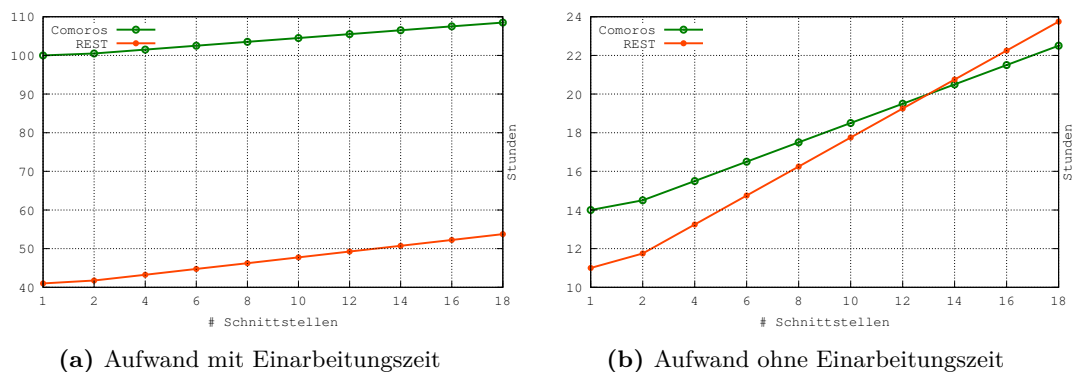 110
100
90
80
70
60
50
40
Comoros
REST
1 2 4 6 8 10 12 14 16 18
# Schnittstellen
Stunden
(a) Aufwand mit Einarbeitungszeit
24
22
20
18
16
14
12
10
Comoros
REST
1 2 4 6 8 10 12 14 16 18
# Schnittstellen
Stunden
(b) Aufwand ohne Einarbeitungszeit